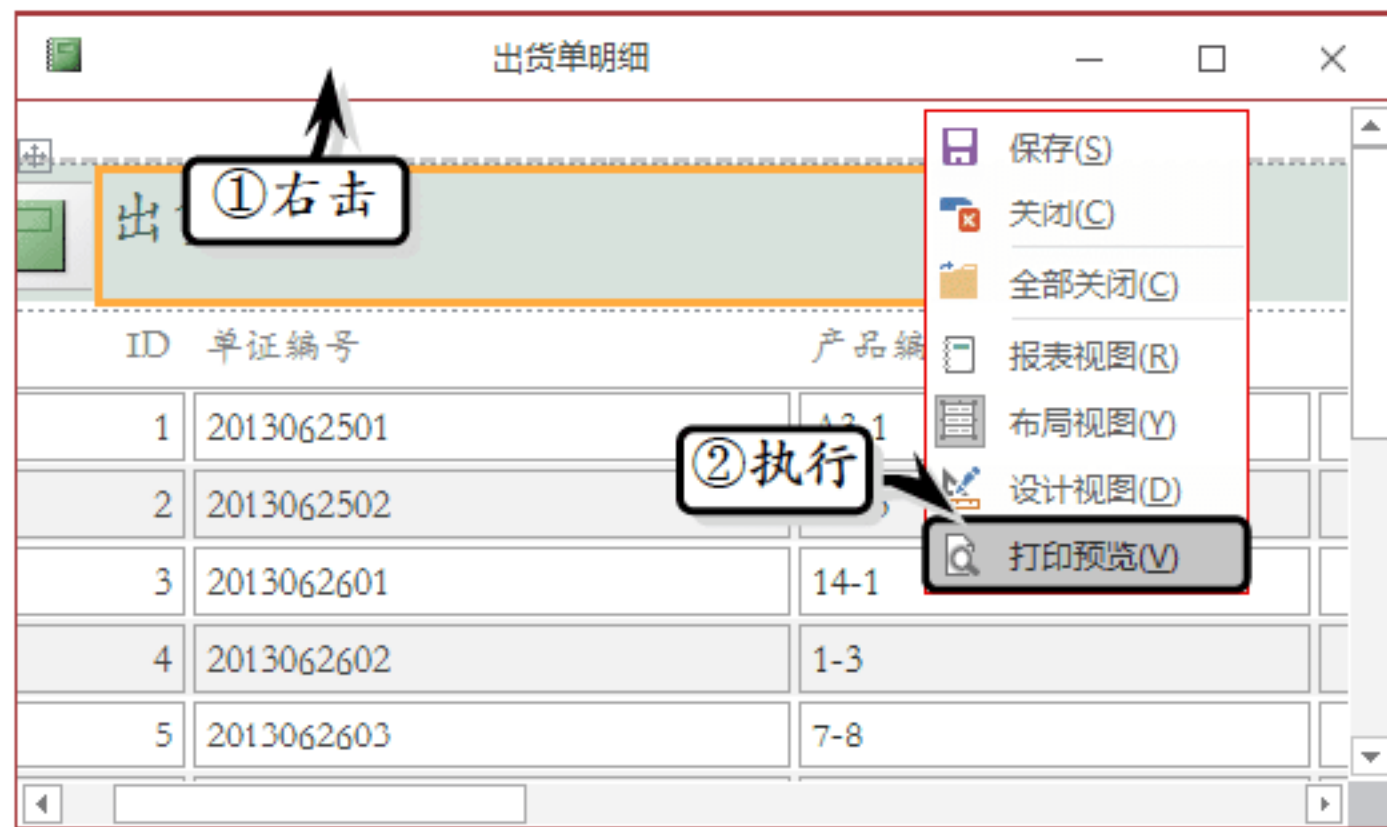 出货单明细
保存(S)
①右击
关闭(C)
出
全部关闭(C)
ID 单证编号 产品编
报表视图(R)
1 2013062501
布局视图(Y)
②执行
2 2013062502
设计视图(D)
打印预览(V)
3 2013062601 14-1
4 2013062602 1-3
5 2013062603 7-8